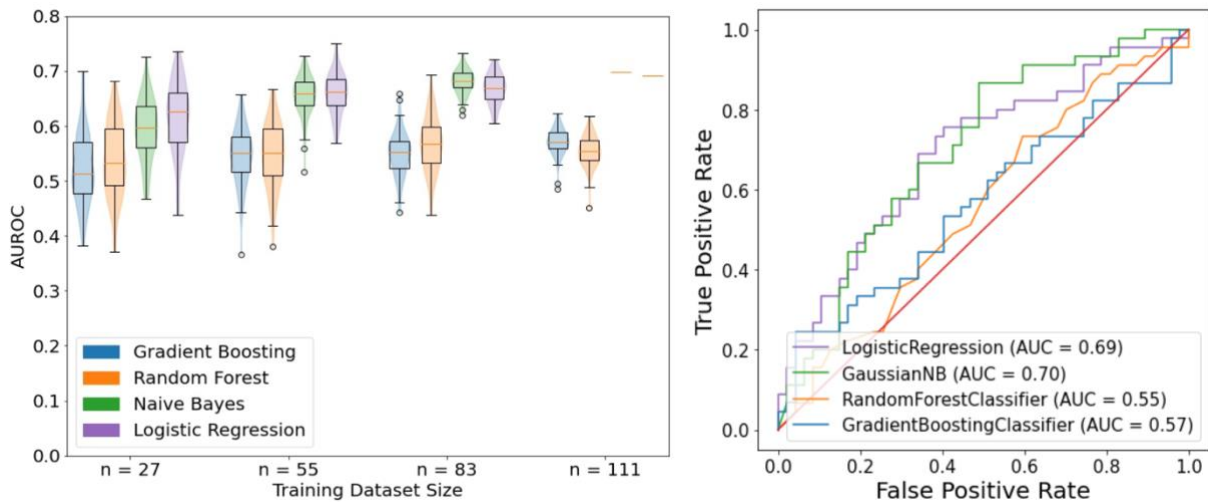 0.8
0.7
0.6
0.5
0.4
0.3
0.2
0.1
0.0
AUROC
Gradient Boosting
Random Forest
Naive Bayes
Logistic Regression
n = 27 n = 55 n = 83 n = 111
Training Dataset Size
1.0
0.8
0.6
0.4
0.2
0.0
True Positive Rate
LogisticRegression (AUC = 0.69)
GaussianNB (AUC = 0.70)
RandomForestClassifier (AUC = 0.55)
GradientBoostingClassifier (AUC = 0.57)
0.0 0.2 0.4 0.6 0.8 1.0
False Positive Rate